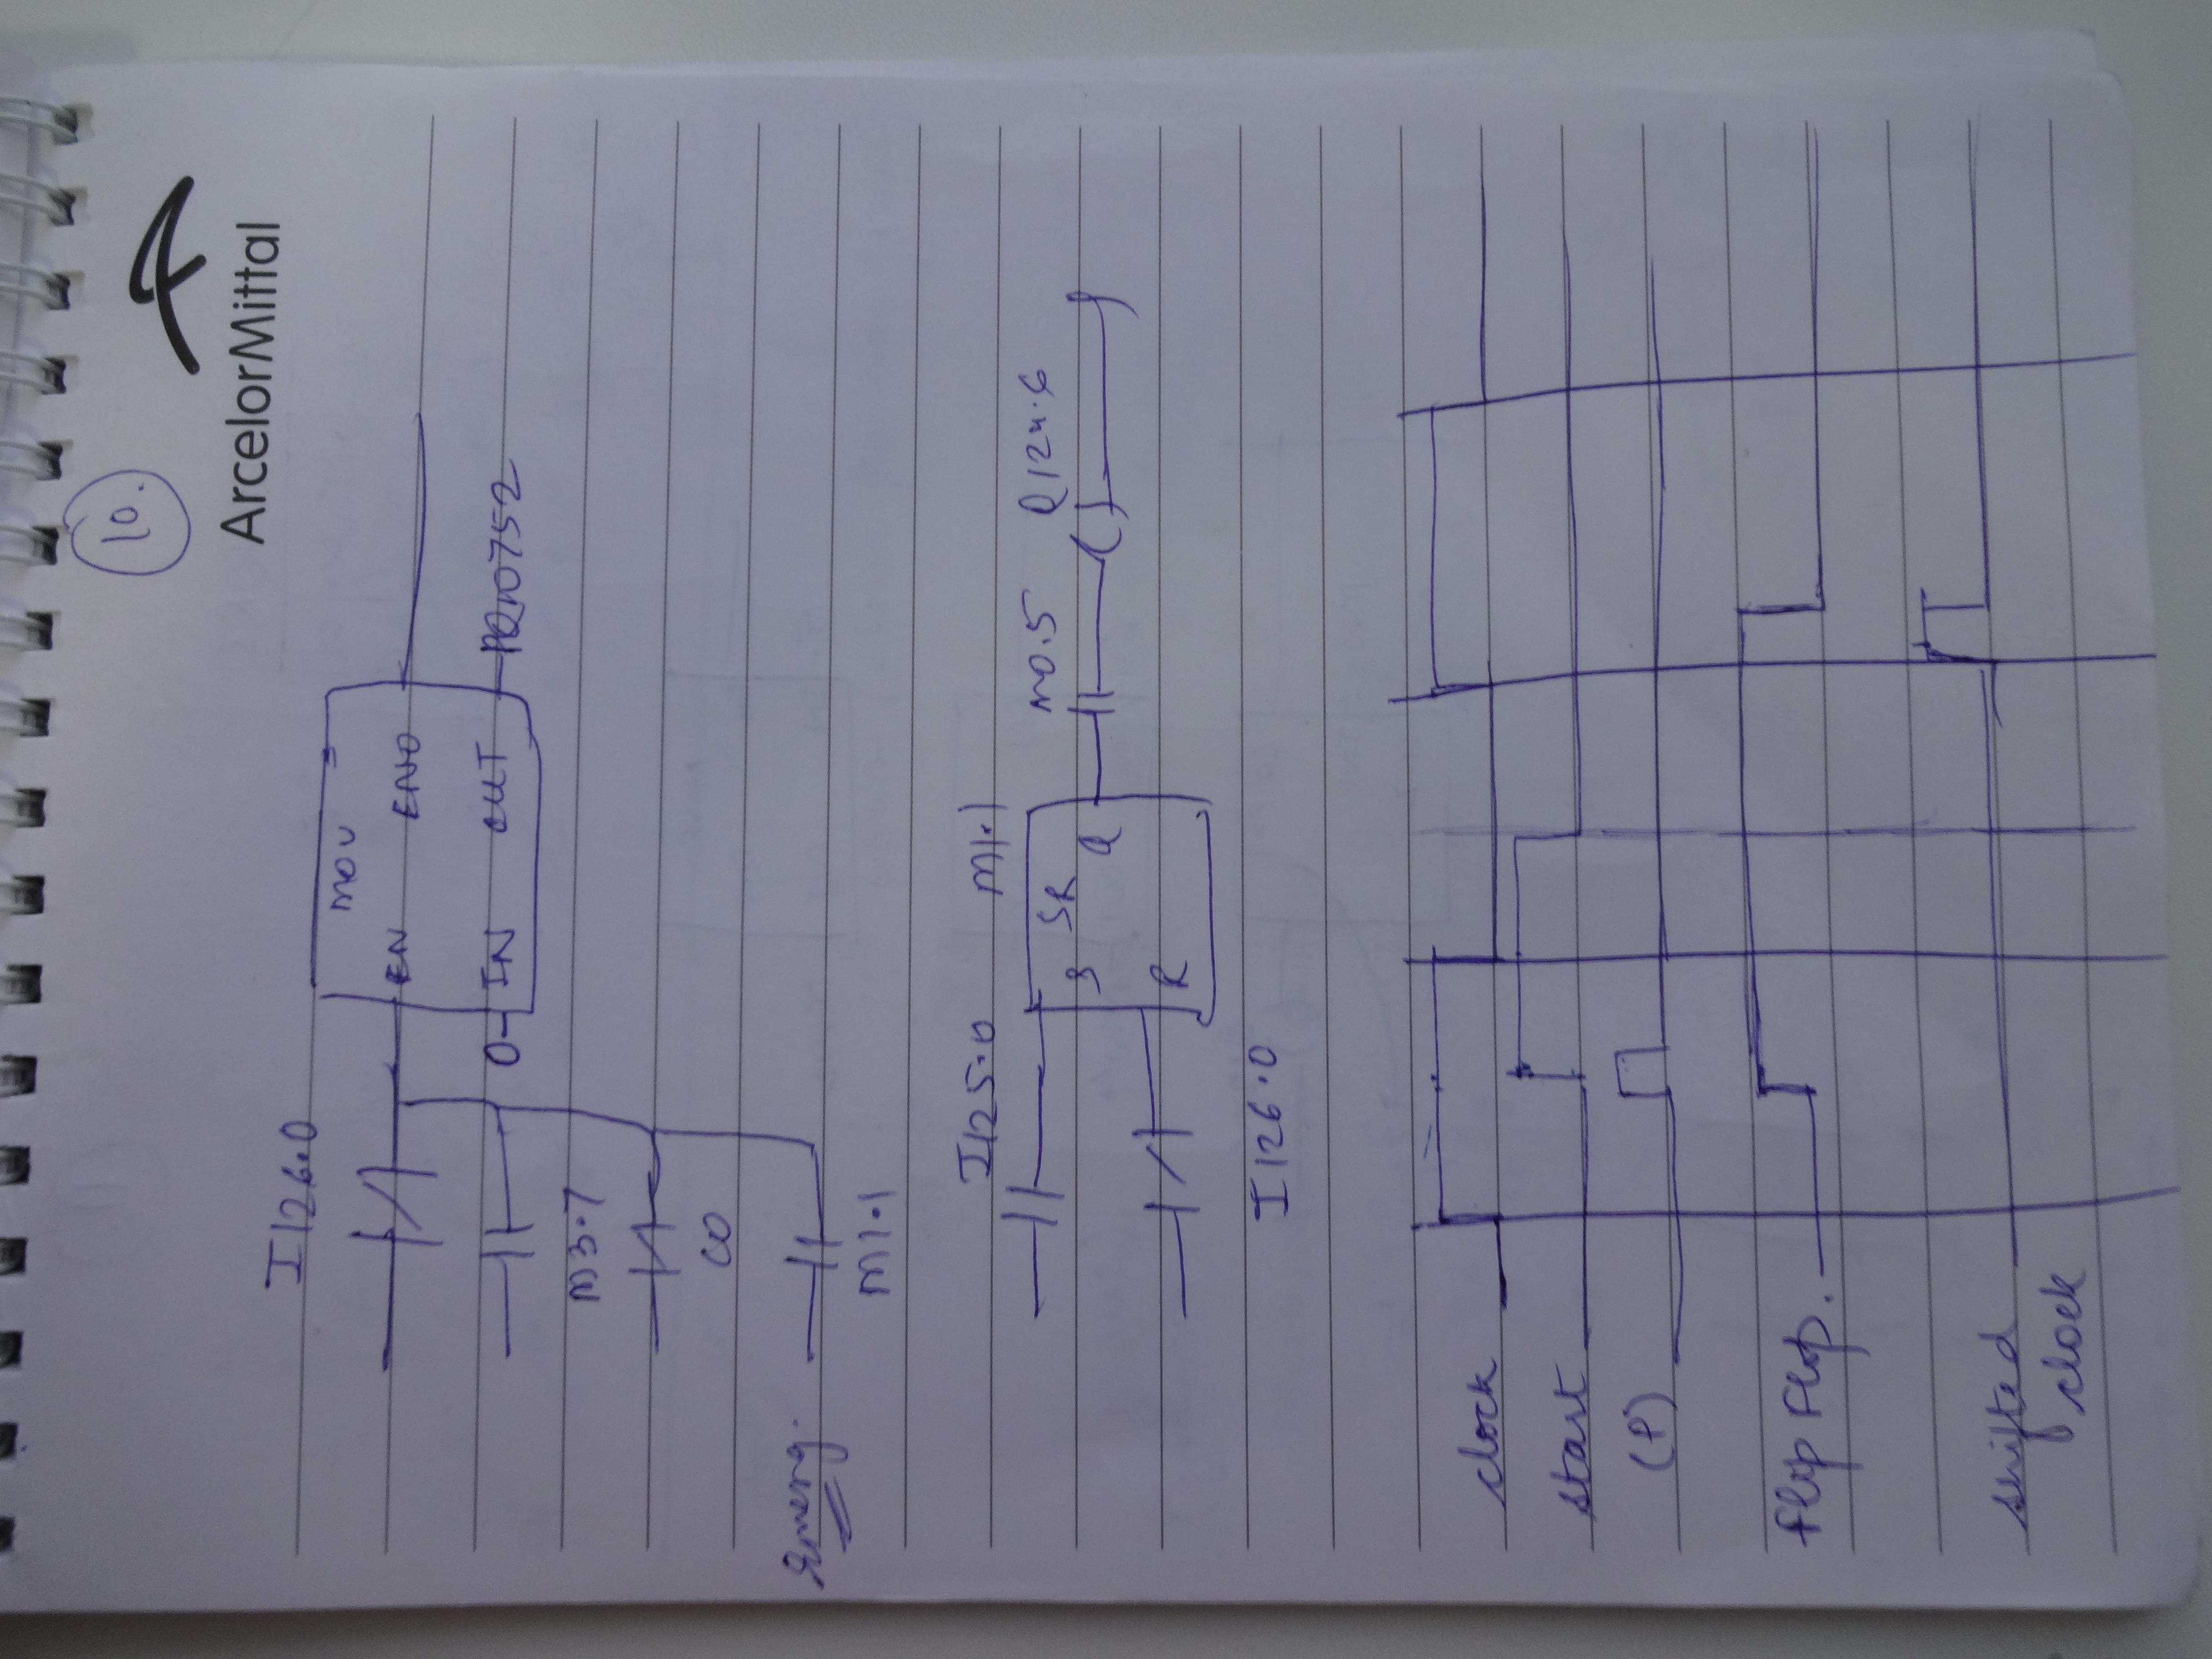 10.
ArcelorMittal
I126.0
MOV
EN ENO
0 IN OUT PQW752
M3.7
C0
Emerg.
M1.1
I125.0 M1.1
S SR M0.5 Q124.6
Q
R
I126.0
clock
start
(P)
Flip Flop.
shifted
clock